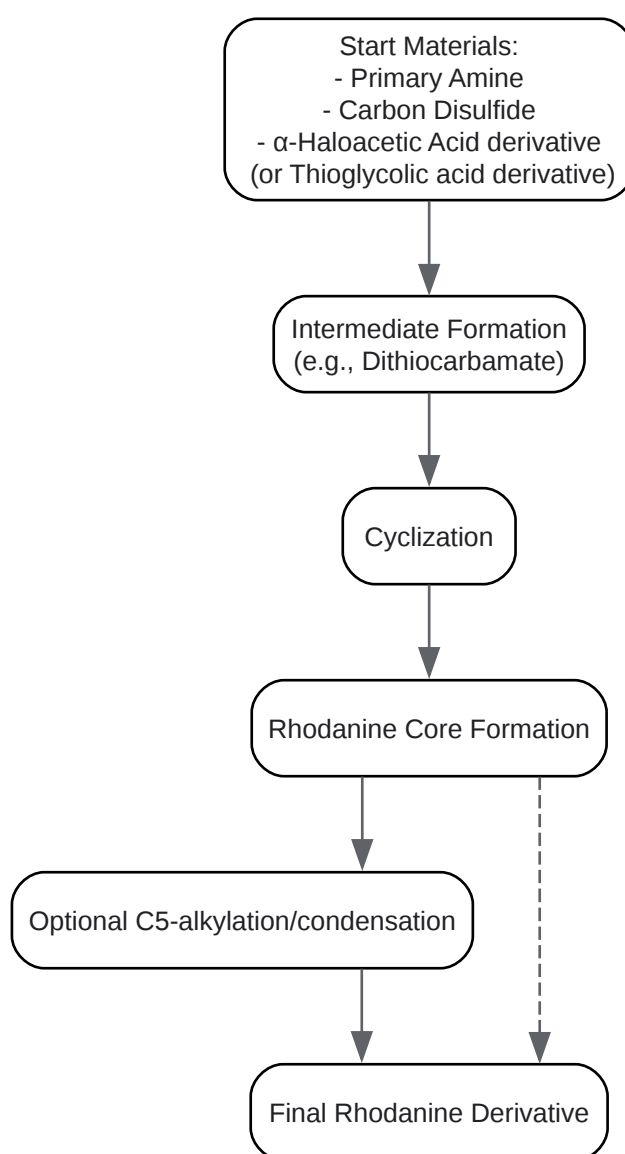 Start Materials:
- Primary Amine
- Carbon Disulfide
- α-Haloacetic Acid derivative
(or Thioglycolic acid derivative)
Intermediate Formation
(e.g., Dithiocarbamate)
Cyclization
Rhodanine Core Formation
Optional C5-alkylation/condensation
Final Rhodanine Derivative